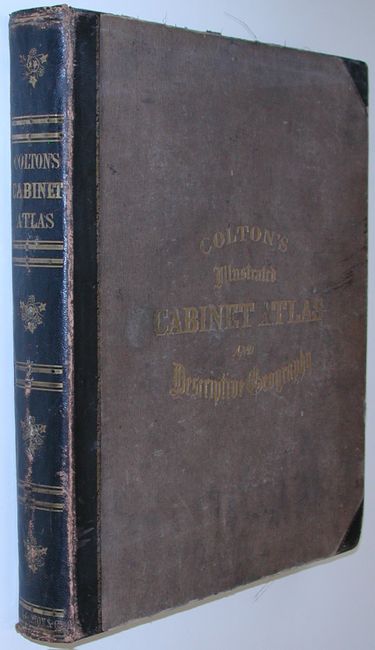 COLTON'S
CABINET
ATLAS
COLTON'S
Illustrated
CABINET ATLAS
AND
Descriptive Geography